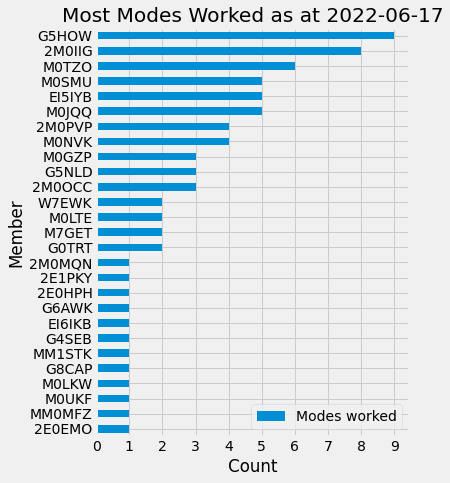 Most Modes Worked as at 2022-06-17
G5HOW
2M0IIG
M0TZO
M0SMU
EI5IYB
M0JQQ
2M0PVP
M0NVK
M0GZP
G5NLD
2M0OCC
W7EWK
M0LTE
M7GET
G0TRT
2M0MQN
2E1PKY
2E0HPH
G6AWK
EI6IKB
G4SEB
MM1STK
G8CAP
M0LKW
M0UKF
MM0MFZ
2E0EMO
Member
Modes worked
0 1 2 3 4 5 6 7 8 9
Count